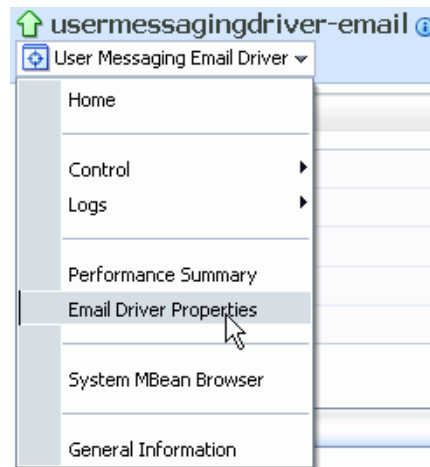 usermessagingdriver-email
User Messaging Email Driver
Home
Control
Logs
Performance Summary
Email Driver Properties
System MBean Browser
General Information